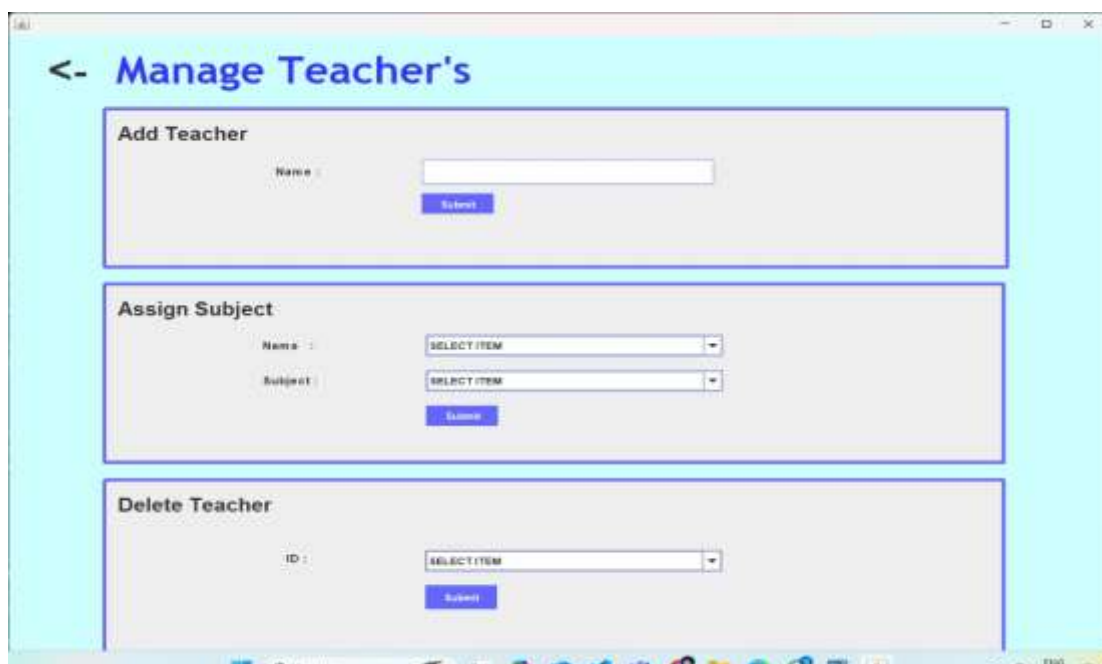 <- Manage Teacher's
Add Teacher
Name :
Submit
Assign Subject
Name :
SELECT ITEM
Subject :
SELECT ITEM
Submit
Delete Teacher
ID :
SELECT ITEM
Submit